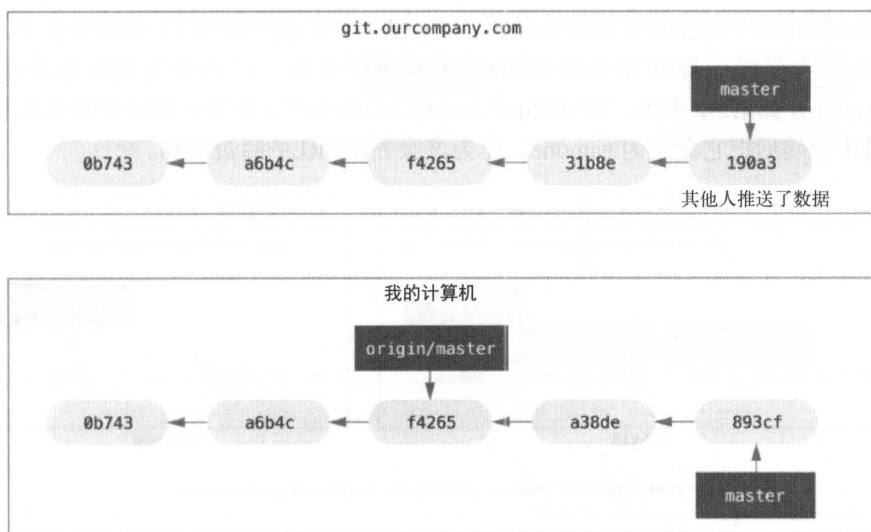 git.ourcompany.com
master
0b743 a6b4c f4265 31b8e 190a3
其他人推送了数据
我的计算机
origin/master
0b743 a6b4c f4265 a38de 893cf
master